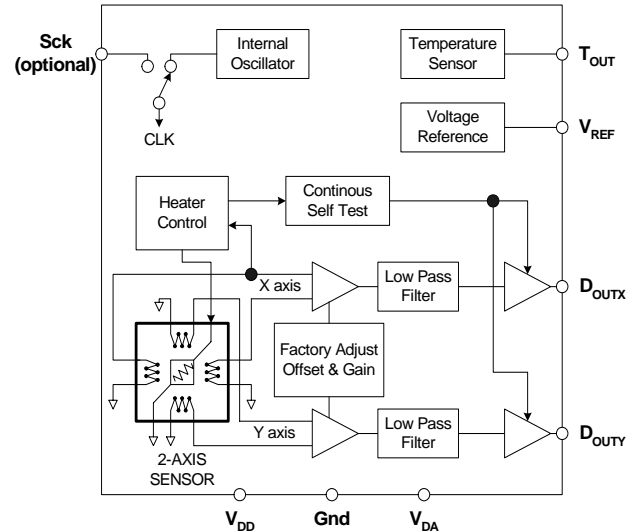 Sck
(optional)
Internal
Oscillator
CLK
Temperature
Sensor
TOUT
Voltage
Reference
VREF
Heater
Control
Continous
Self Test
X axis
Low Pass
Filter
DOUTX
Factory Adjust
Offset & Gain
Y axis
Low Pass
Filter
DOUTY
2-AXIS
SENSOR
VDD
Gnd
VDA